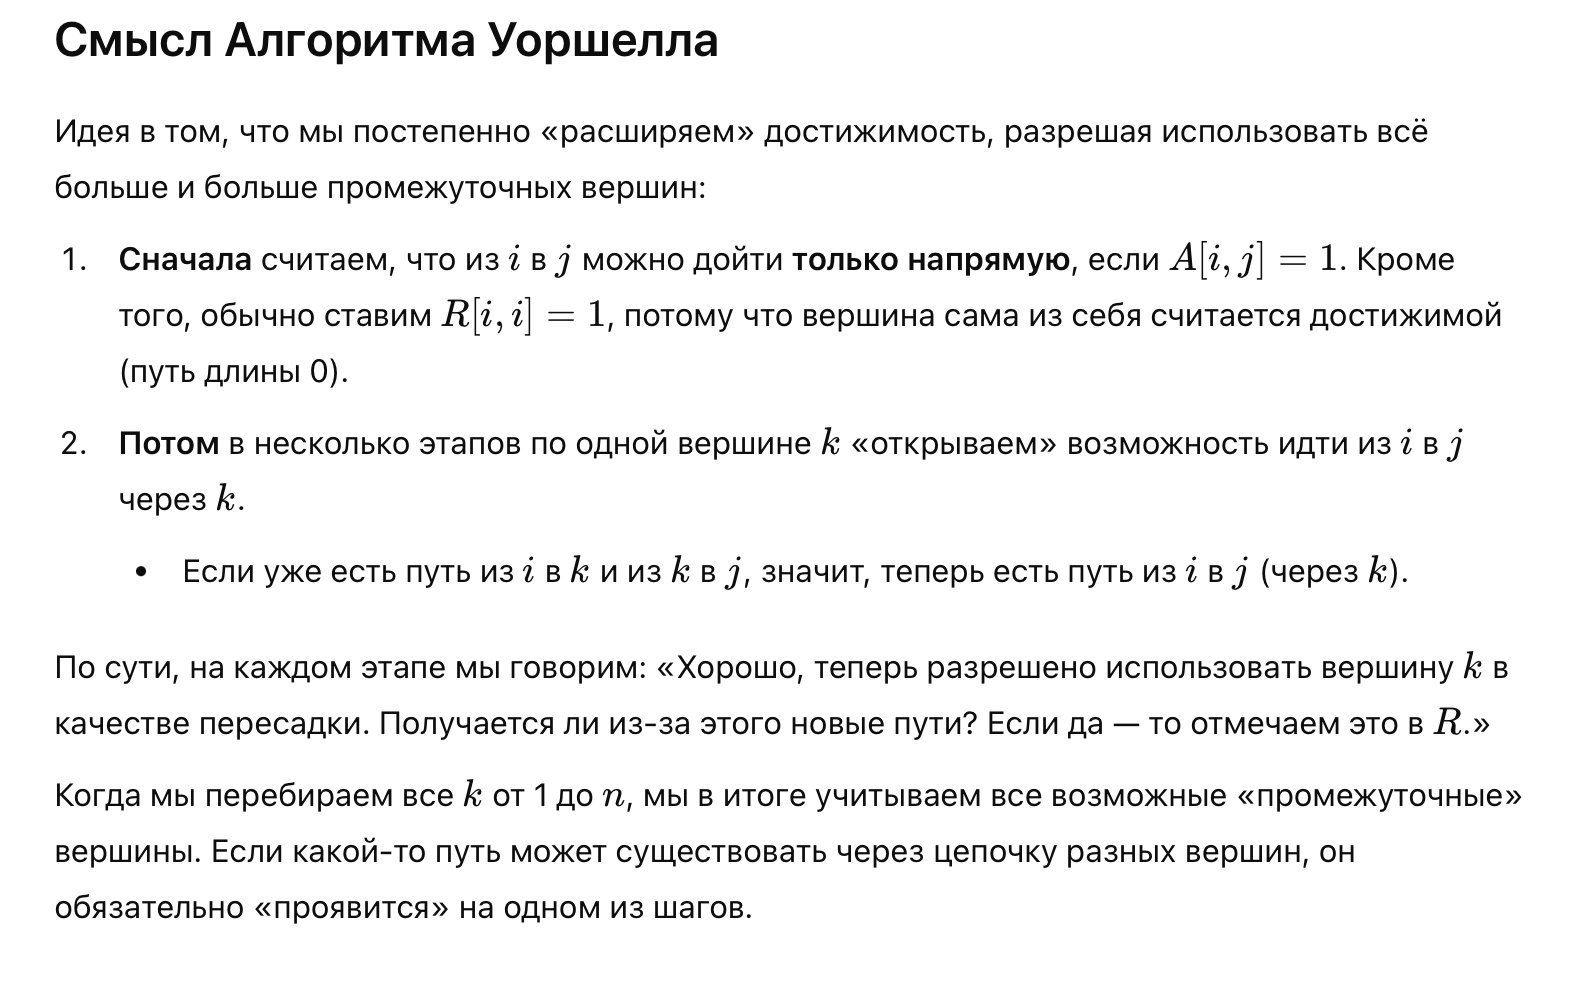 Смысл Алгоритма Уоршелла
Идея в том, что мы постепенно «расширяем» достижимость, разрешая использовать всё
больше и больше промежуточных вершин:
1. Сначала считаем, что из i в j можно дойти только напрямую, если A[i, j] = 1. Кроме
того, обычно ставим R[i, i] = 1, потому что вершина сама из себя считается достижимой
(путь длины 0).
2. Потом в несколько этапов по одной вершине k «открываем» возможность идти из i в j
через k.
• Если уже есть путь из i в k и из k в j, значит, теперь есть путь из i в j (через k).
По сути, на каждом этапе мы говорим: «Хорошо, теперь разрешено использовать вершину k в
качестве пересадки. Получается ли из-за этого новые пути? Если да — то отмечаем это в R.»
Когда мы перебираем все k от 1 до n, мы в итоге учитываем все возможные «промежуточные»
вершины. Если какой-то путь может существовать через цепочку разных вершин, он
обязательно «проявится» на одном из шагов.